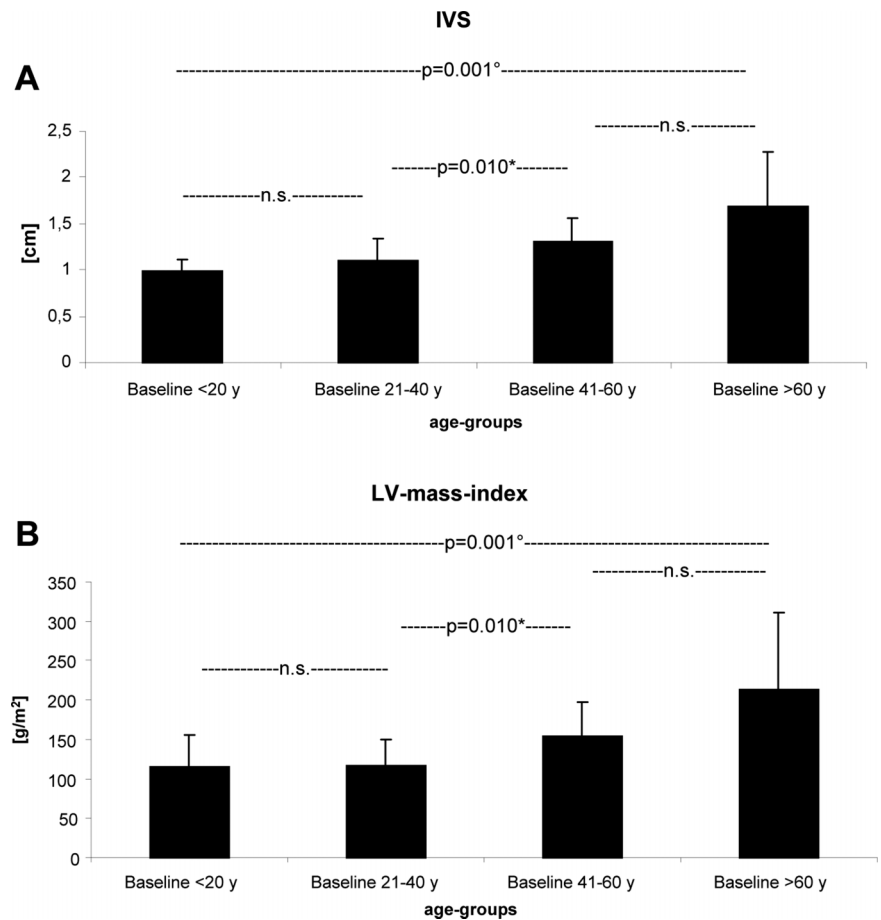 IVS
A
------------------------------p=0.001°------------------------------
--------n.s.--------
------p=0.010*------
----------n.s.----------
2,5
2
1,5
1
0,5
0
[cm]
Baseline <20 y Baseline 21-40 y Baseline 41-60 y Baseline >60 y
age-groups
LV-mass-index
B
------------------------------p=0.001°------------------------------
---------n.s.---------
-------p=0.010*-------
----------n.s.----------
350
300
250
200
150
100
50
0
[g/m²]
Baseline <20 y Baseline 21-40 y Baseline 41-60 y Baseline >60 y
age-groups